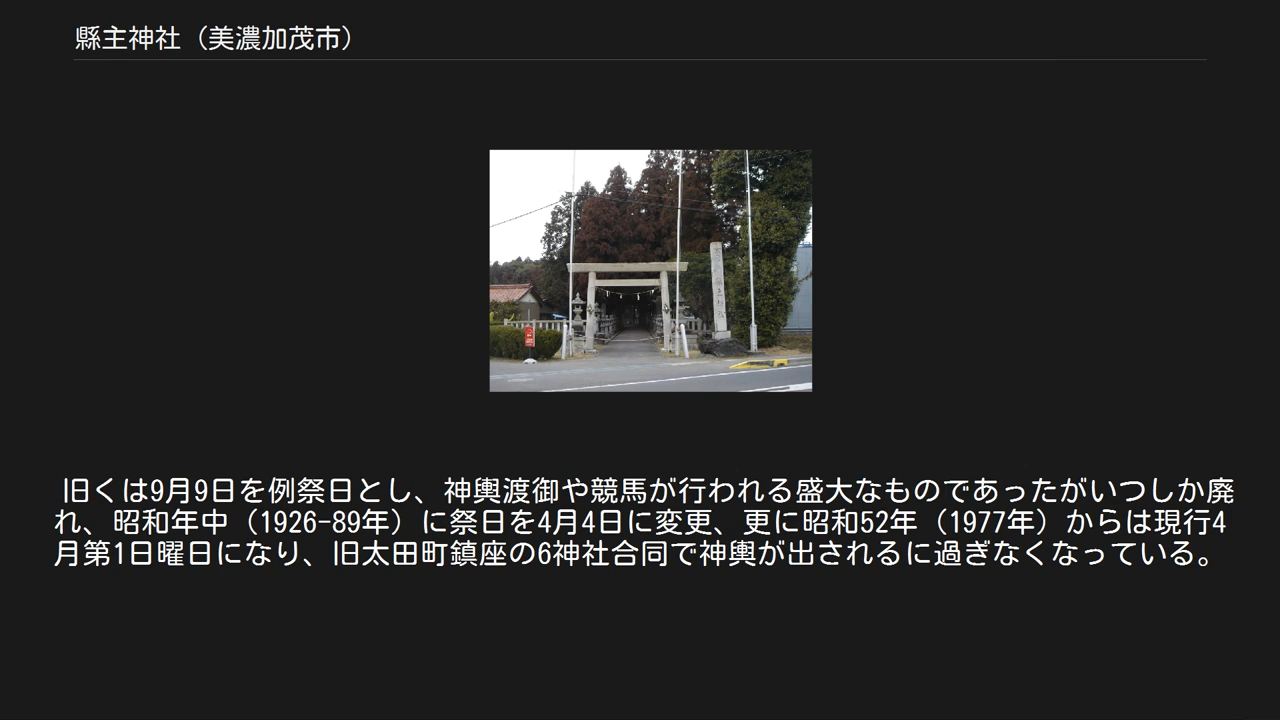 縣主神社（美濃加茂市）
旧くは9月9日を例祭日とし、神輿渡御や競馬が行われる盛大なものであったがいつしか廃
れ、昭和年中（1926-89年）に祭日を4月4日に変更、更に昭和52年（1977年）からは現行4
月第1日曜日になり、旧太田町鎮座の6神社合同で神輿が出されるに過ぎなくなっている。